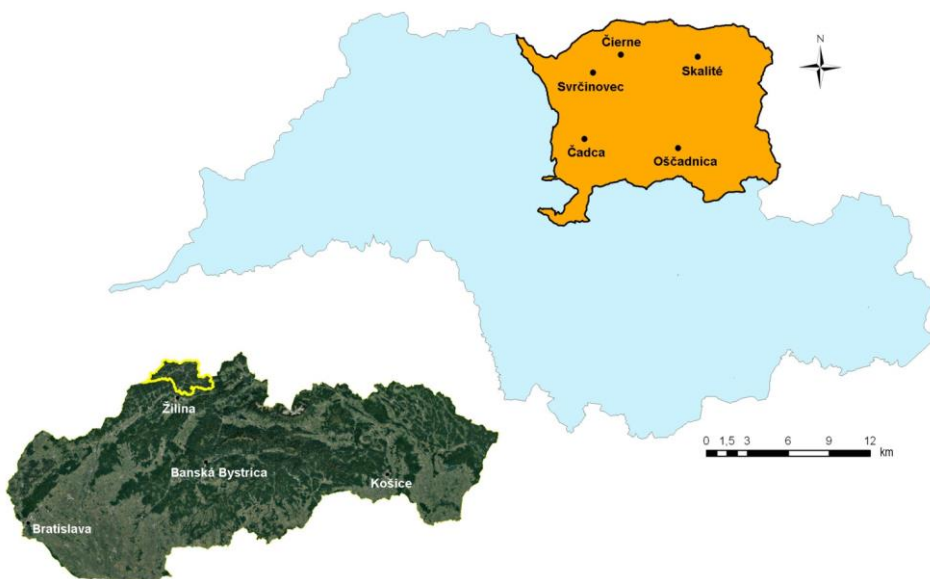 N
Čierne
Skalité
Svrčinovec
Čadca
Oščadnica
Žilina
Banská Bystrica
Košice
Bratislava
0 1,5 3 6 9 12
km